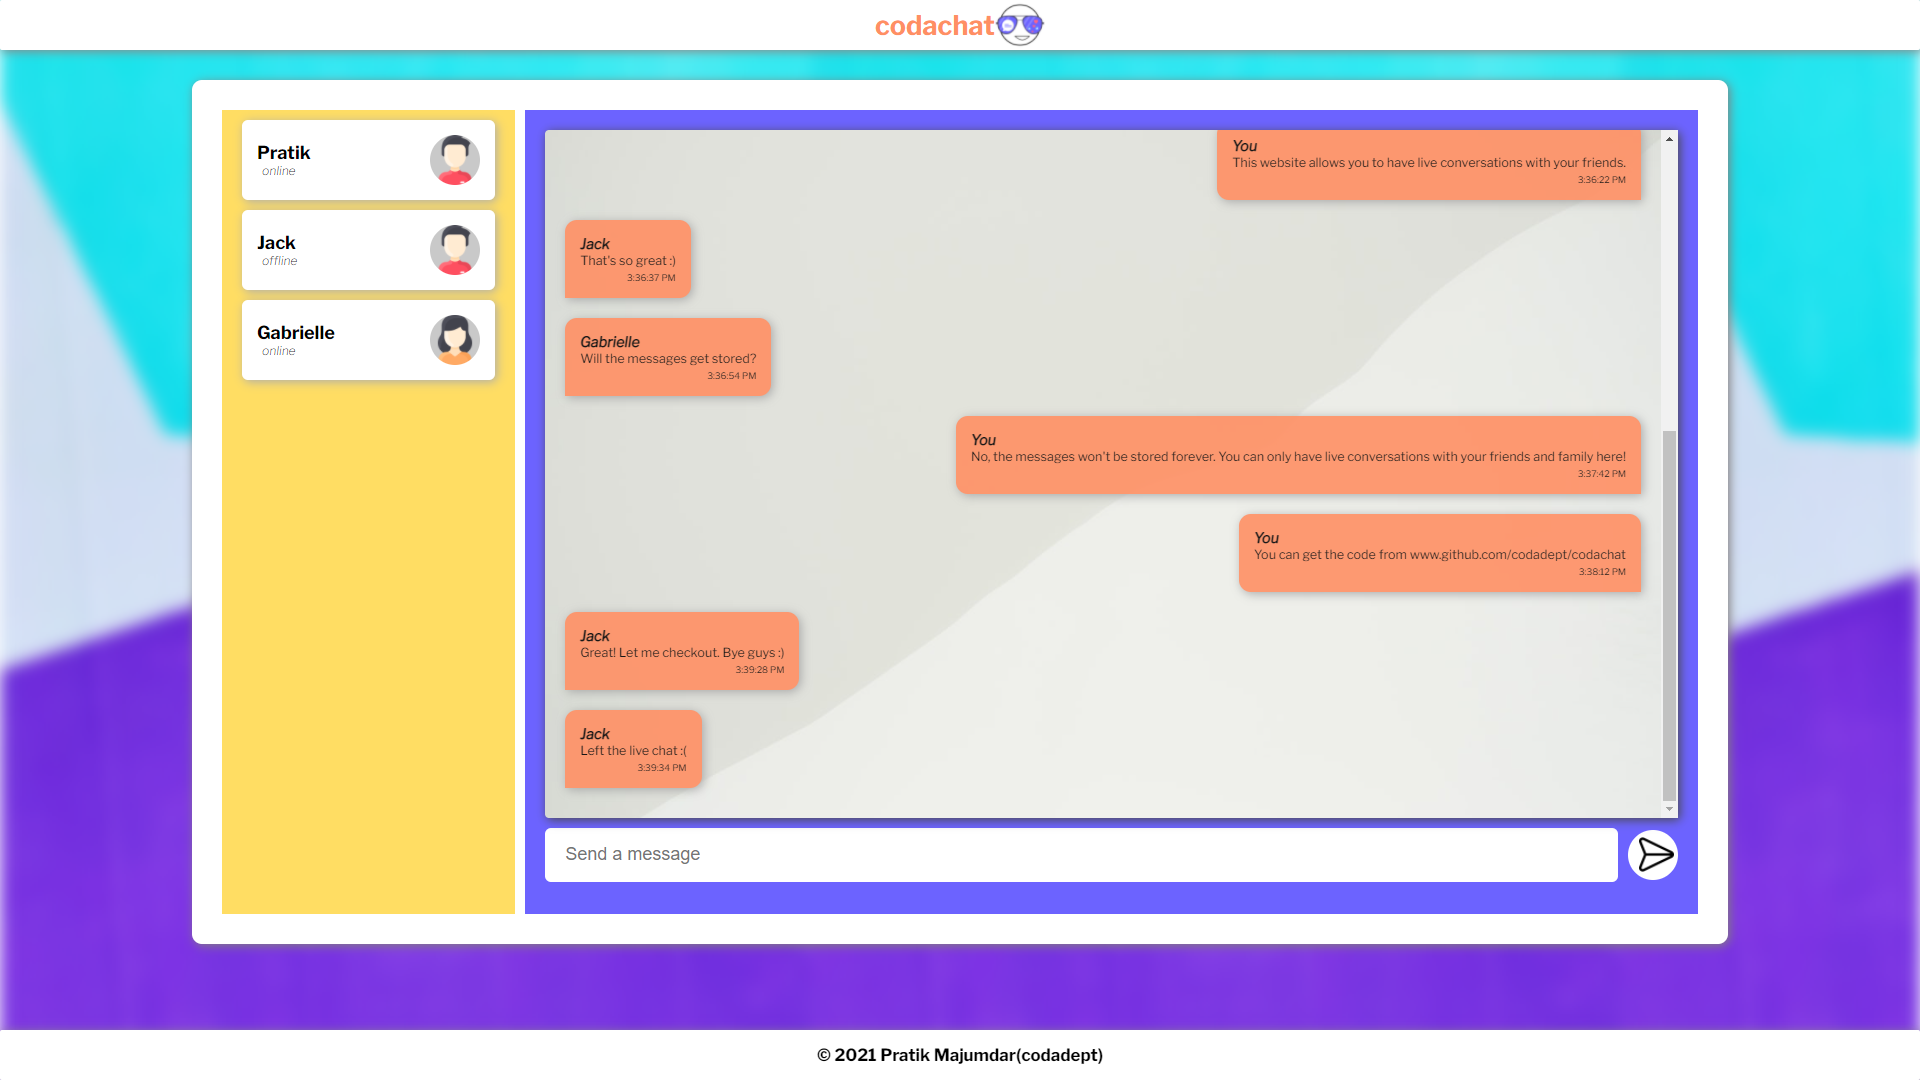 codachat
Pratik
online
Jack
offline
Gabrielle
online
You
This website allows you to have live conversations with your friends.
3:36:22 PM
Jack
That's so great :)
3:36:37 PM
Gabrielle
Will the messages get stored?
3:36:54 PM
You
No, the messages won't be stored forever. You can only have live conversations with your friends and family here!
3:37:42 PM
You
You can get the code from www.github.com/codadept/codachat
3:38:12 PM
Jack
Great! Let me checkout. Bye guys :)
3:39:28 PM
Jack
Left the live chat :(
3:39:34 PM
Send a message
© 2021 Pratik Majumdar(codadept)